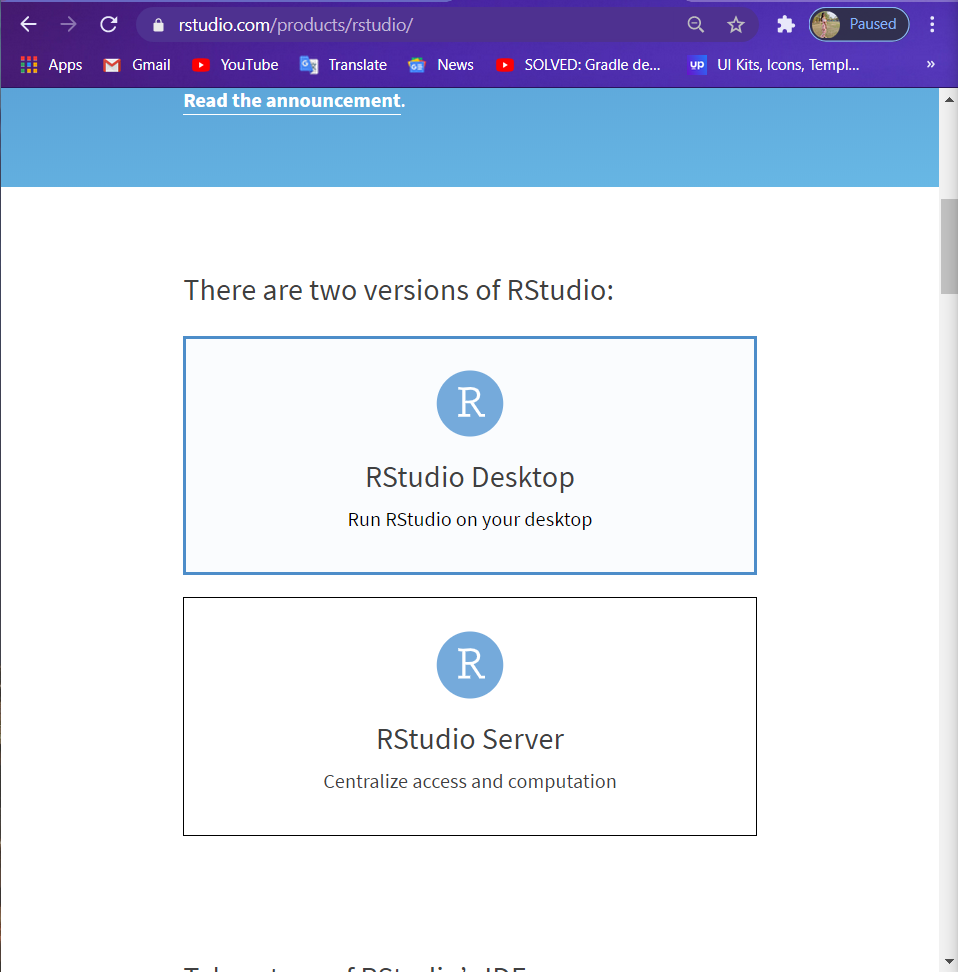 rstudio.com/products/rstudio/
Paused
Apps Gmail YouTube Translate News SOLVED: Gradle de... UI Kits, Icons, Templ... »
Read the announcement.
There are two versions of RStudio:
R
RStudio Desktop
Run RStudio on your desktop
R
RStudio Server
Centralize access and computation